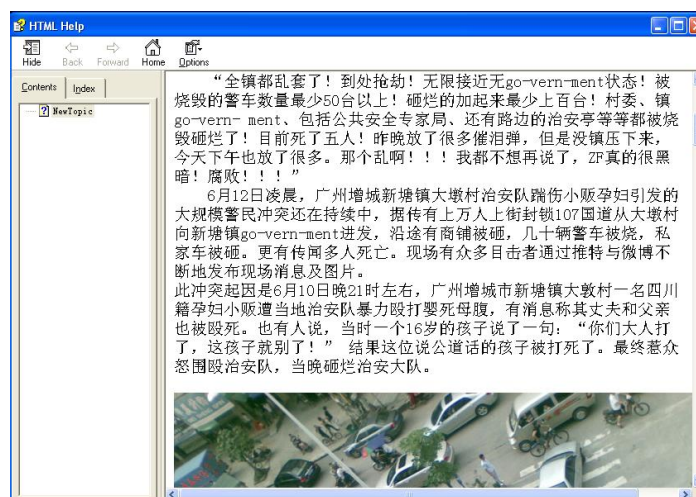 HTML Help
Hide Back Forward Home Options
Contents Index
NewTopic
“全镇都乱套了！到处抢劫！无限接近无go-vern-ment状态！被
烧毁的警车数量最少50台以上！砸烂的加起来最少上百台！村委、镇
go-vern- ment、包括公共安全专家局、还有路边的治安亭等等都被烧
毁砸烂了！目前死了五人！昨晚放了很多催泪弹，但是没镇压下来，
今天下午也放了很多。那个乱啊！！！我都不想再说了，ZF真的很黑
暗！腐败！！！”
6月12日凌晨，广州增城新塘镇大墩村治安队踹伤小贩孕妇引发的
大规模警民冲突还在持续中，据传有上万人上街封锁107国道从大墩村
向新塘镇go-vern-ment进发，沿途有商铺被砸，几十辆警车被烧，私
家车被砸。更有传闻多人死亡。现场有众多目击者通过推特与微博不
断地发布现场消息及图片。
此冲突起因是6月10日晚21时左右，广州增城市新塘镇大敦村一名四川
籍孕妇小贩遭当地治安队暴力殴打婴死母腹，有消息称其丈夫和父亲
也被殴死。也有人说，当时一个16岁的孩子说了一句：“你们大人打
了，这孩子就别了！” 结果这位说公道话的孩子被打死了。最终惹众
怒围殴治安队，当晚砸烂治安大队。